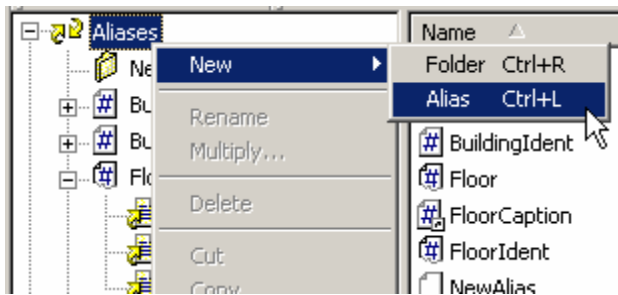 Aliases
Ne
Bu
Bu
Flo
New
Rename
Multiply...
Delete
Cut
Copy
Folder Ctrl+R
Alias Ctrl+L
Name
BuildingIdent
Floor
FloorCaption
FloorIdent
NewAlias